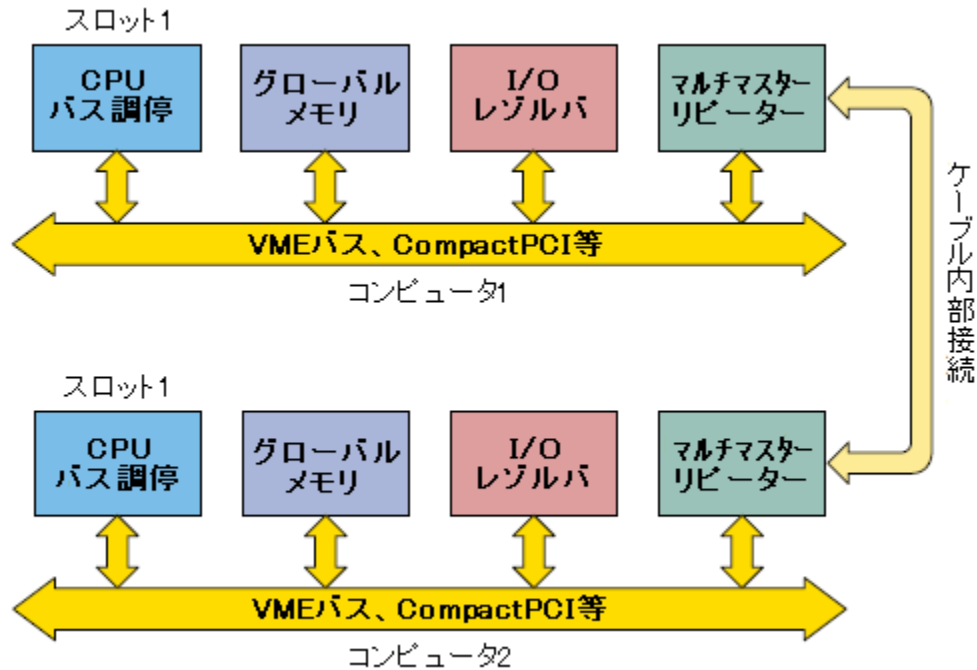 スロット1
CPU
バス調停
グローバル
メモリ
I/O
レゾルバ
マルチマスター
リピーター
VMEバス、CompactPCI等
コンピュータ1
ケーブル内部接続
スロット1
CPU
バス調停
グローバル
メモリ
I/O
レゾルバ
マルチマスター
リピーター
VMEバス、CompactPCI等
コンピュータ2